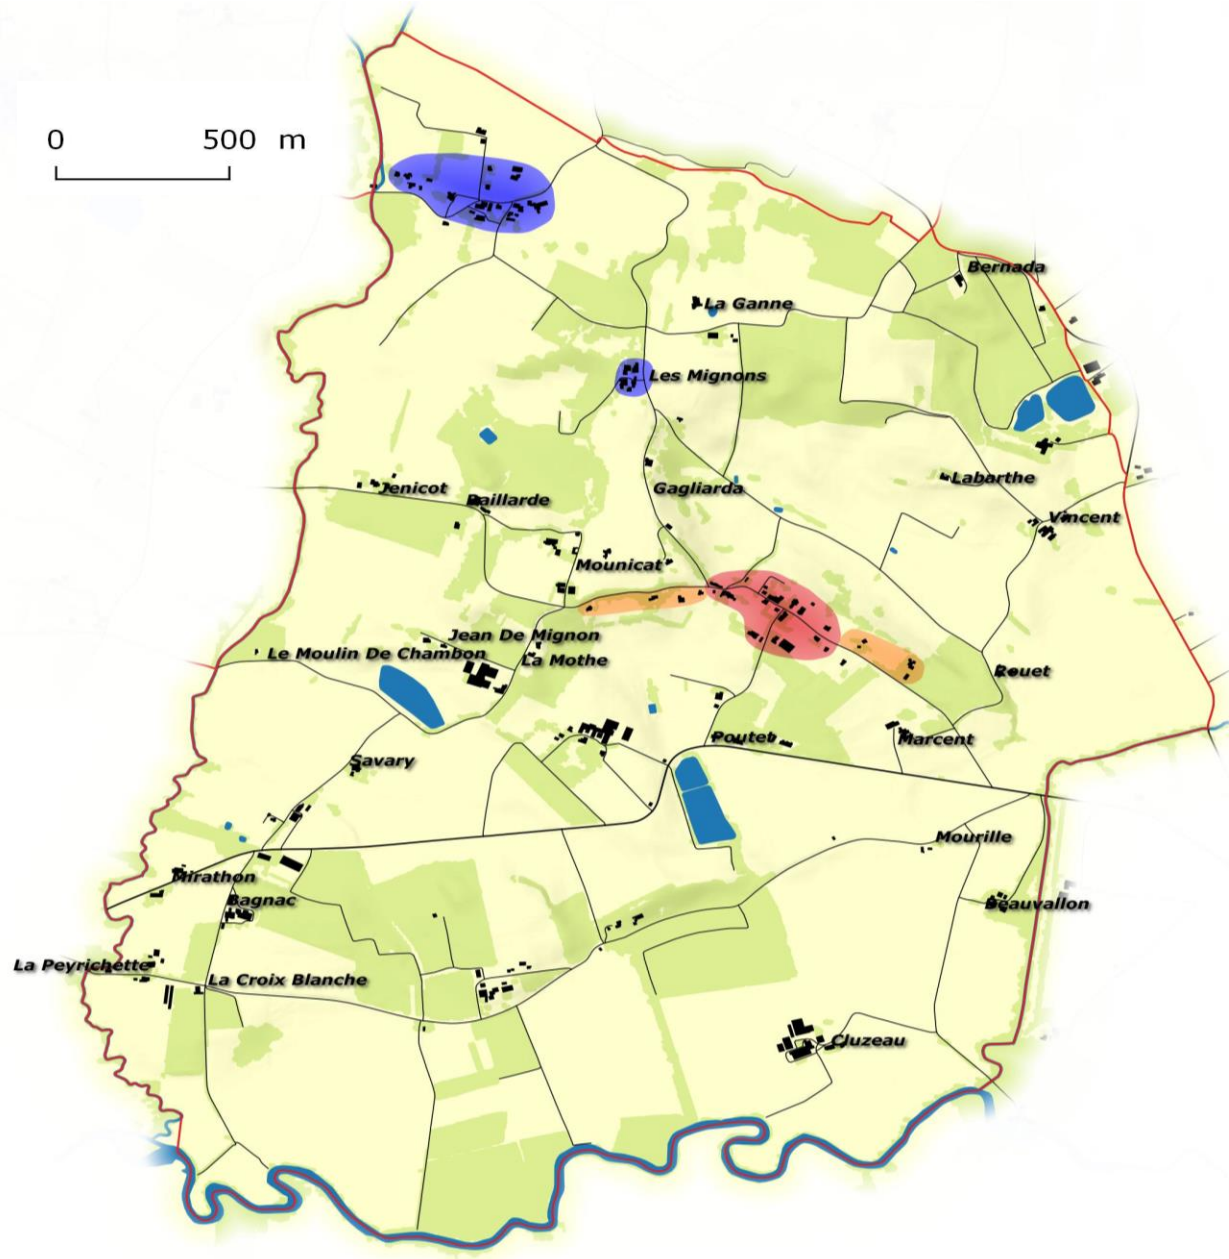 0 500 m
Bernada
La Ganne
Les Mignons
Labarthe
Jenicot
Gagliarda
Paillarde
Vincent
Mounicat
Jean De Mignon
Le Moulin De Chambon
La Mothe
Rouet
Poutet
Marcent
Savary
Mourille
Mirathon
Bagnac
Beauvallon
La Peyrichette
La Croix Blanche
Cluzeau